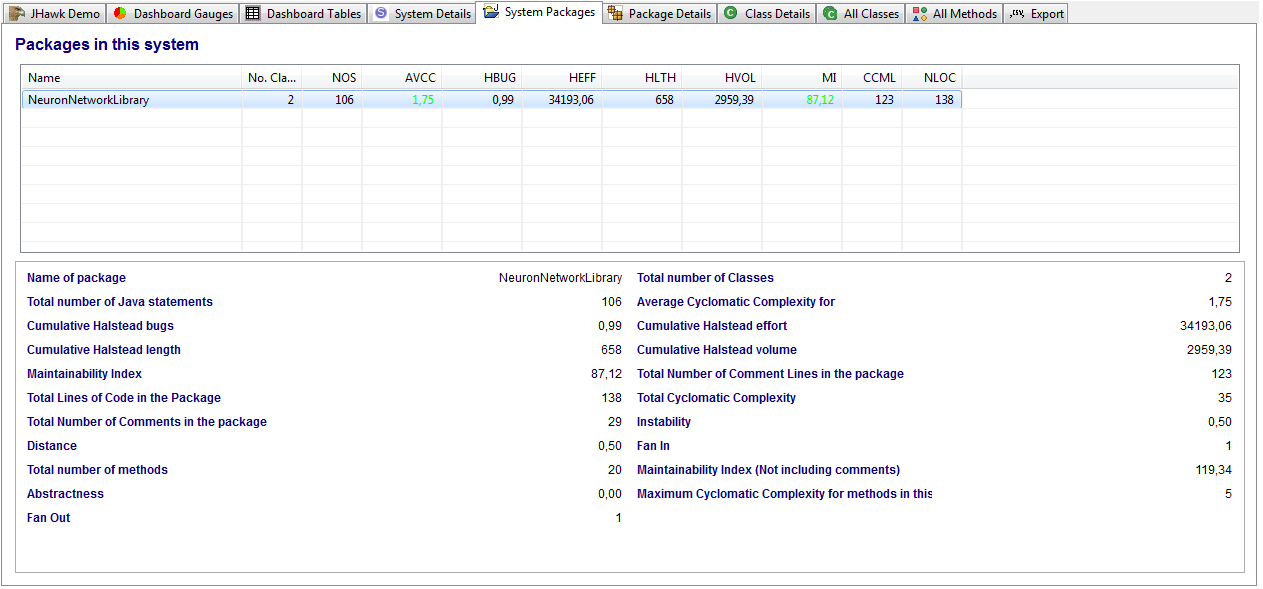 JHawk Demo Dashboard Gauges Dashboard Tables System Details System Packages Package Details Class Details All Classes All Methods .csv Export
Packages in this system
Name No. Cla... NOS AVCC HBUG HEFF HLTH HVOL MI CCML NLOC
NeuronNetworkLibrary 2 106 1,75 0,99 34193,06 658 2959,39 87,12 123 138
Name of package NeuronNetworkLibrary Total number of Classes 2
Total number of Java statements 106 Average Cyclomatic Complexity for 1,75
Cumulative Halstead bugs 0,99 Cumulative Halstead effort 34193,06
Cumulative Halstead length 658 Cumulative Halstead volume 2959,39
Maintainability Index 87,12 Total Number of Comment Lines in the package 123
Total Lines of Code in the Package 138 Total Cyclomatic Complexity 35
Total Number of Comments in the package 29 Instability 0,50
Distance 0,50 Fan In 1
Total number of methods 20 Maintainability Index (Not including comments) 119,34
Abstractness 0,00 Maximum Cyclomatic Complexity for methods in this 5
Fan Out 1